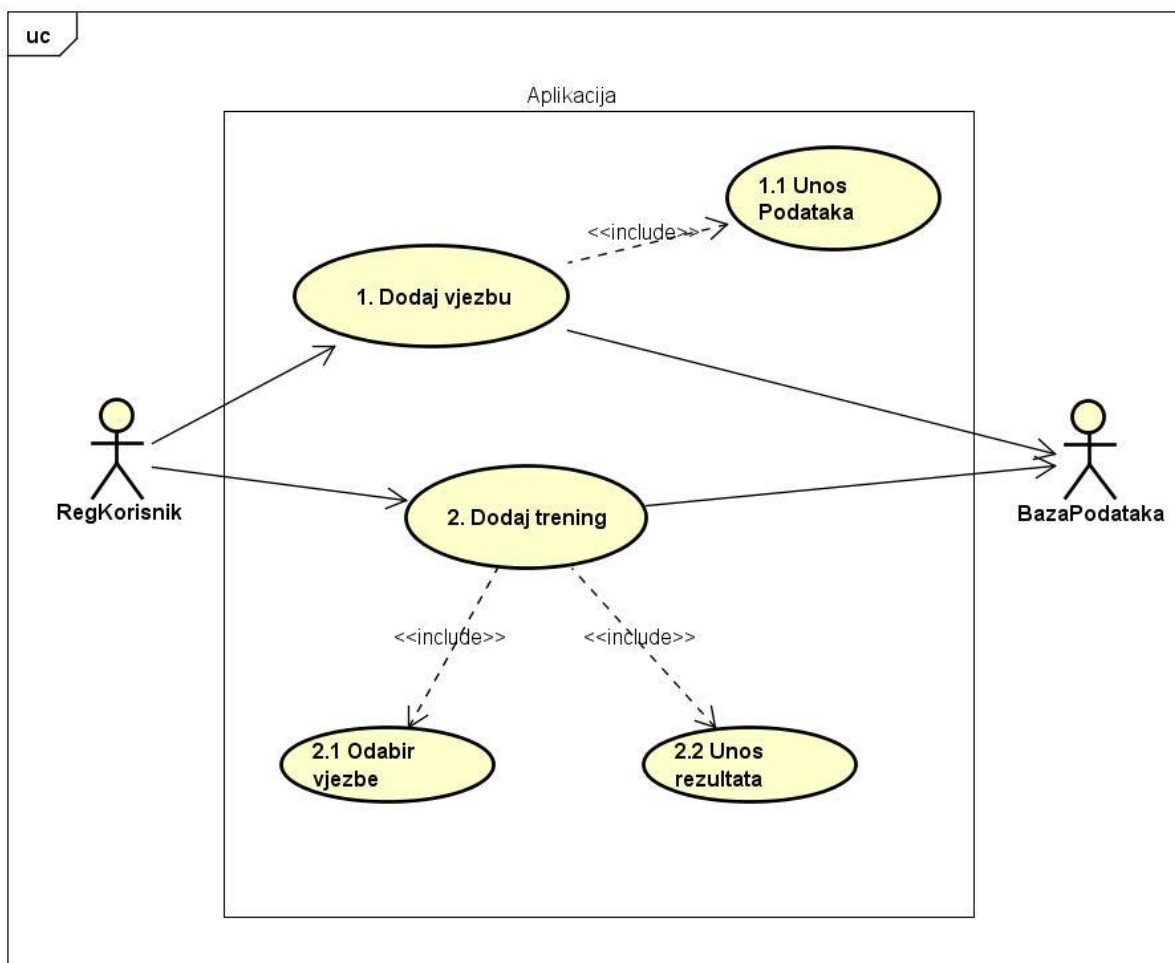 uc
Aplikacija
1.1 Unos
Podataka
<<include>>
1. Dodaj vjezbu
RegKorisnik
2. Dodaj trening
BazaPodataka
<<include>>
<<include>>
2.1 Odabir
vjezbe
2.2 Unos
rezultata